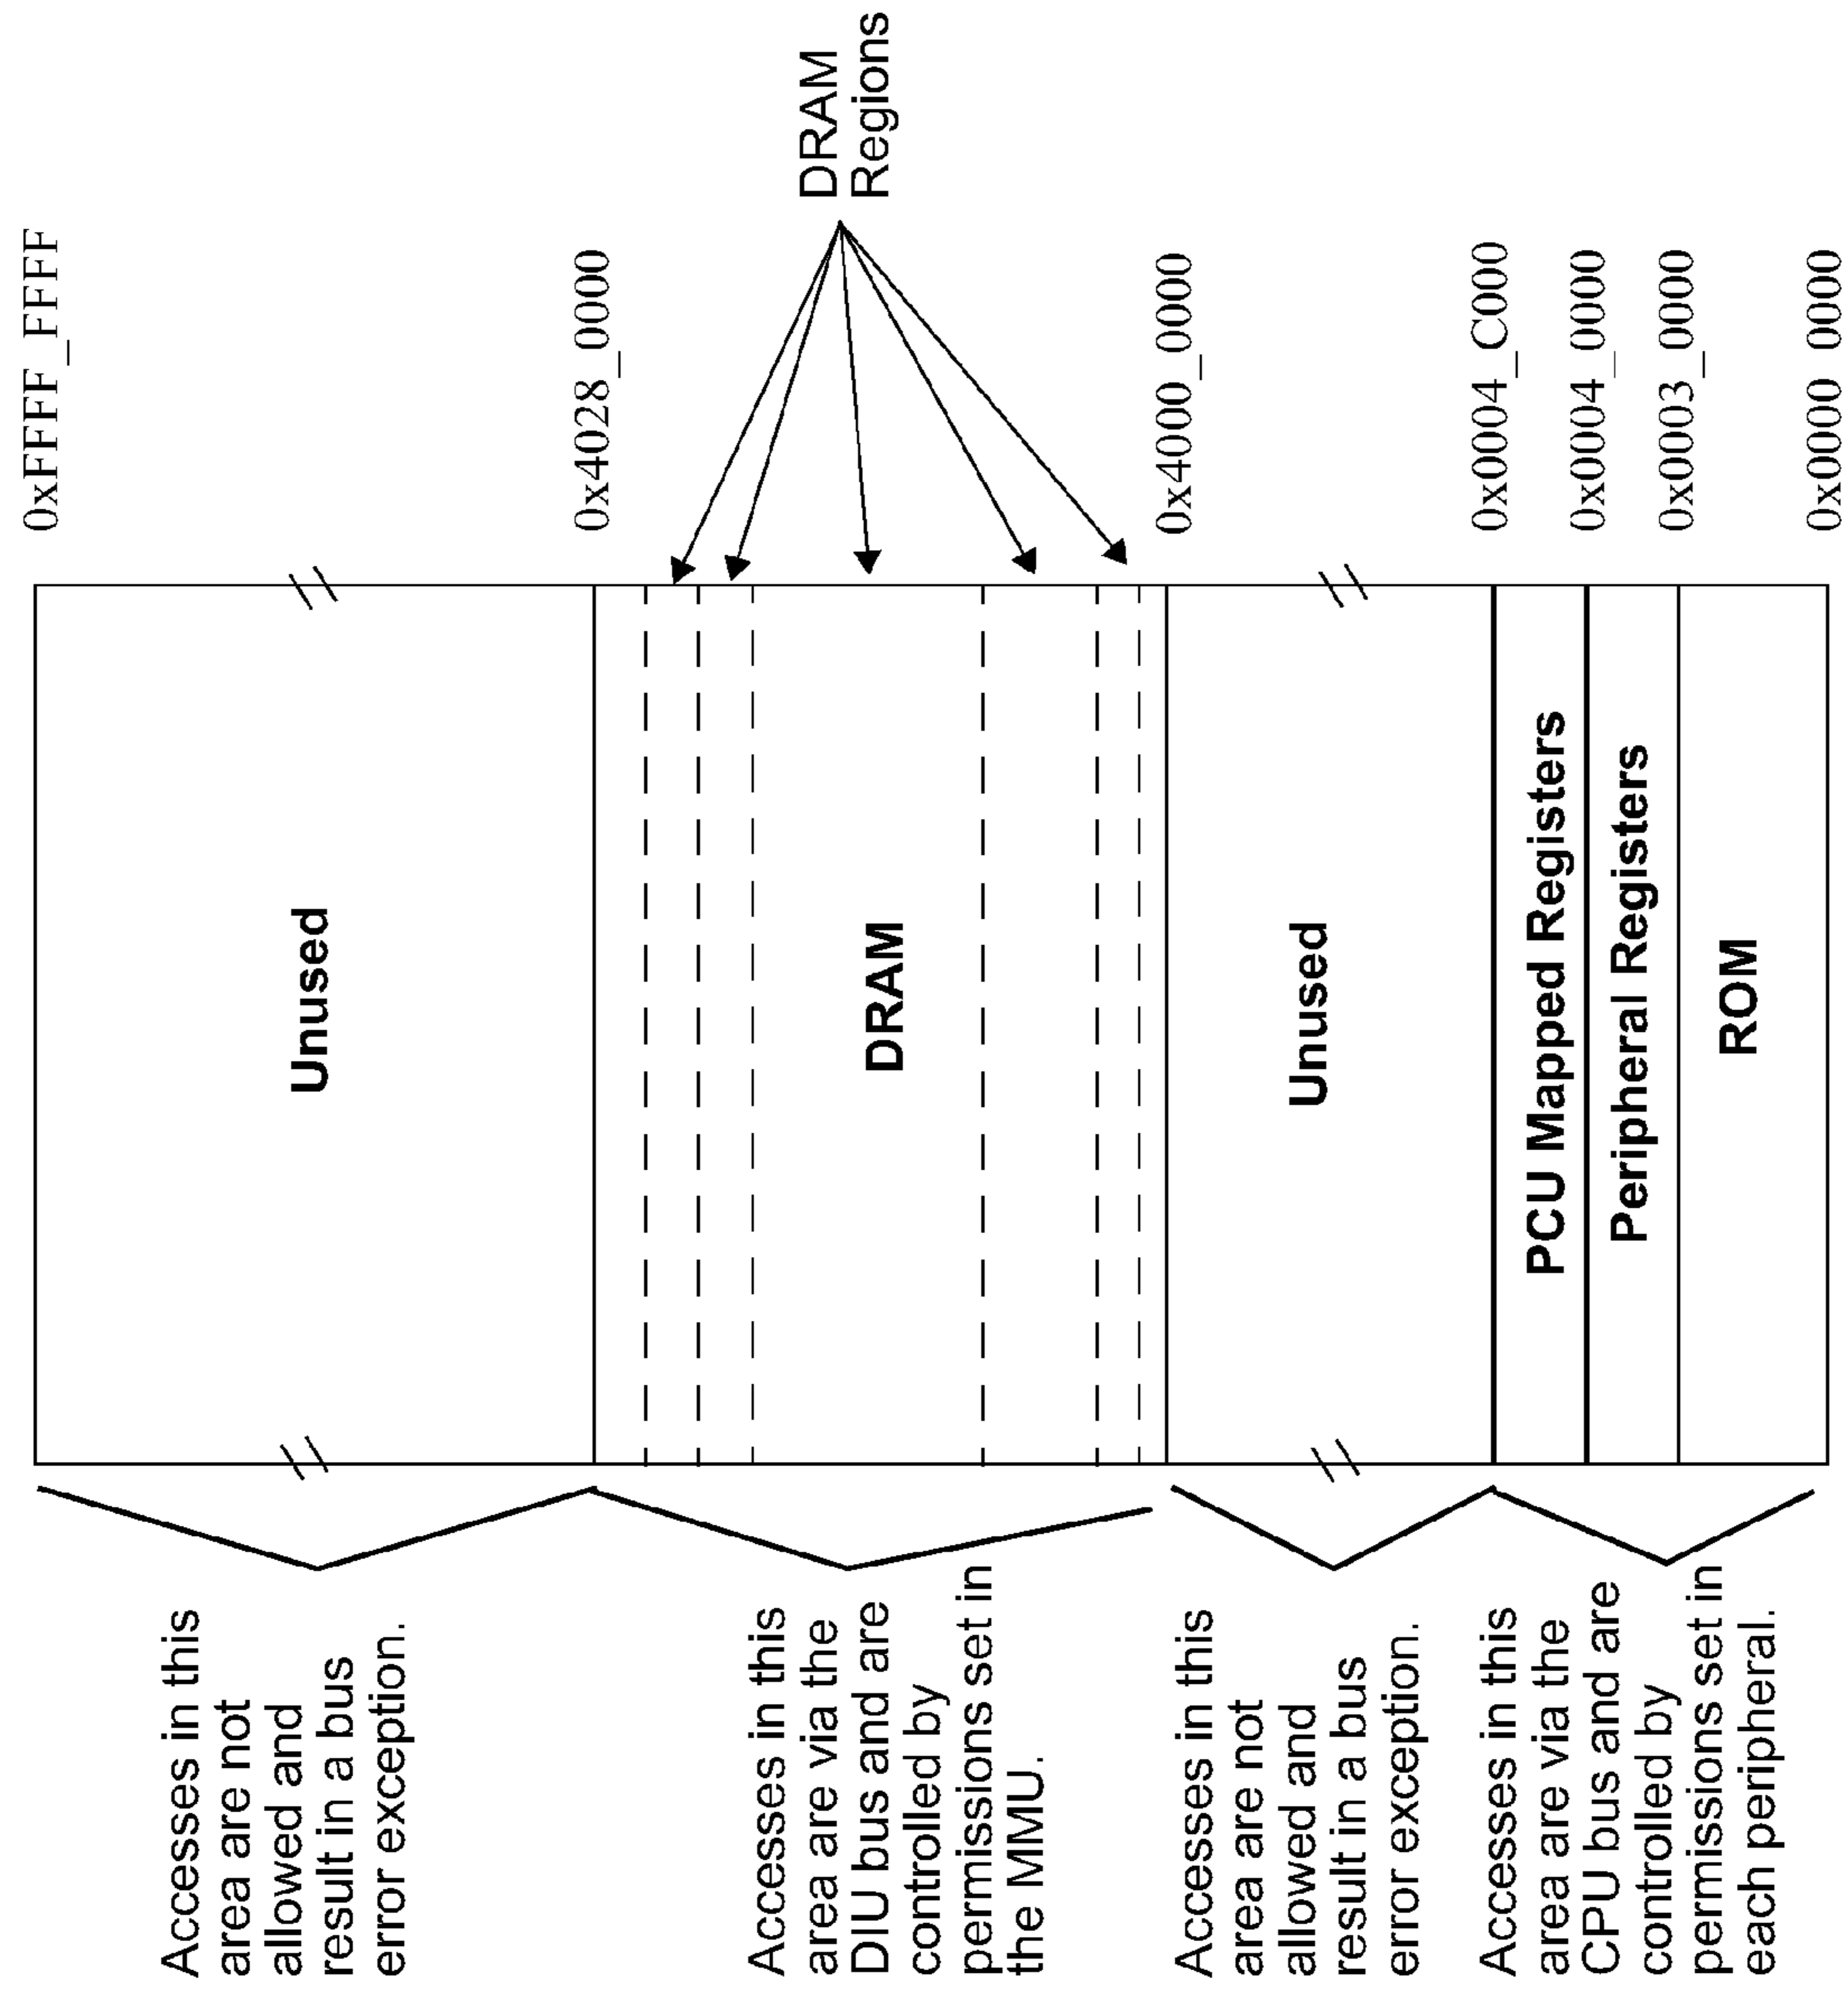 Accesses in this
area are not
allowed and
result in a bus
error exception.
Accesses in this
area are via the
DIU bus and are
controlled by
permissions set in
the MMU.
Accesses in this
area are not
allowed and
result in a bus
error exception.
Accesses in this
area are via the
CPU bus and are
controlled by
permissions set in
each peripheral.
Unused
DRAM
Unused
PCU Mapped Registers
Peripheral Registers
ROM
0xFFFF_FFFF
0x4028_0000
0x4000_0000
0x0004_C000
0x0004_0000
0x0003_0000
0x0000_0000
DRAM
Regions